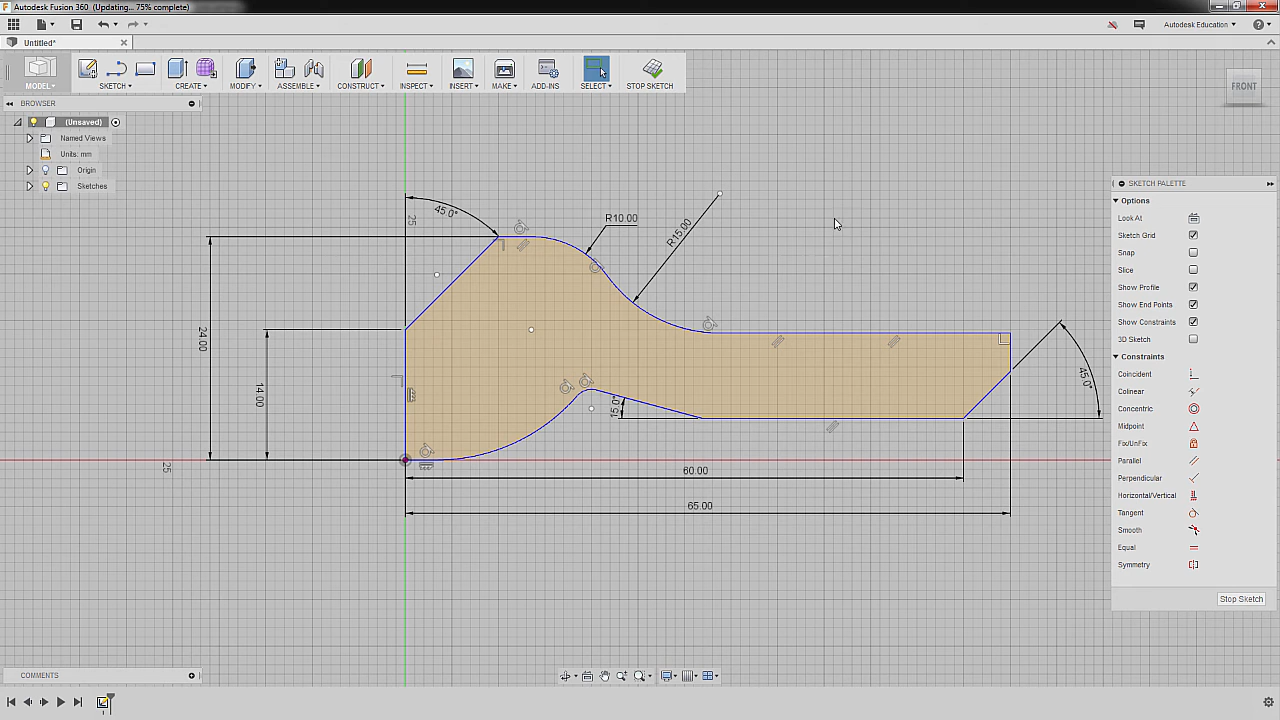 Autodesk Fusion 360 (Updating... 75% complete)
Autodesk Education
Untitled*
MODEL
SKETCH
CREATE
MODIFY
ASSEMBLE
CONSTRUCT
INSPECT
INSERT
MAKE
ADD-INS
SELECT
STOP SKETCH
FRONT
BROWSER
(Unsaved)
Named Views
Units: mm
Origin
Sketches
SKETCH PALETTE
Options
Look At
Sketch Grid
Snap
Slice
Show Profile
Show End Points
Show Constraints
3D Sketch
Constraints
Coincident
Colinear
Concentric
Midpoint
Fix/UnFix
Parallel
Perpendicular
Horizontal/Vertical
Tangent
Smooth
Equal
Symmetry
Stop Sketch
45.0°
25
R10.00
R15.00
24.00
14.00
15.0°
45.0°
25
60.00
65.00
COMMENTS